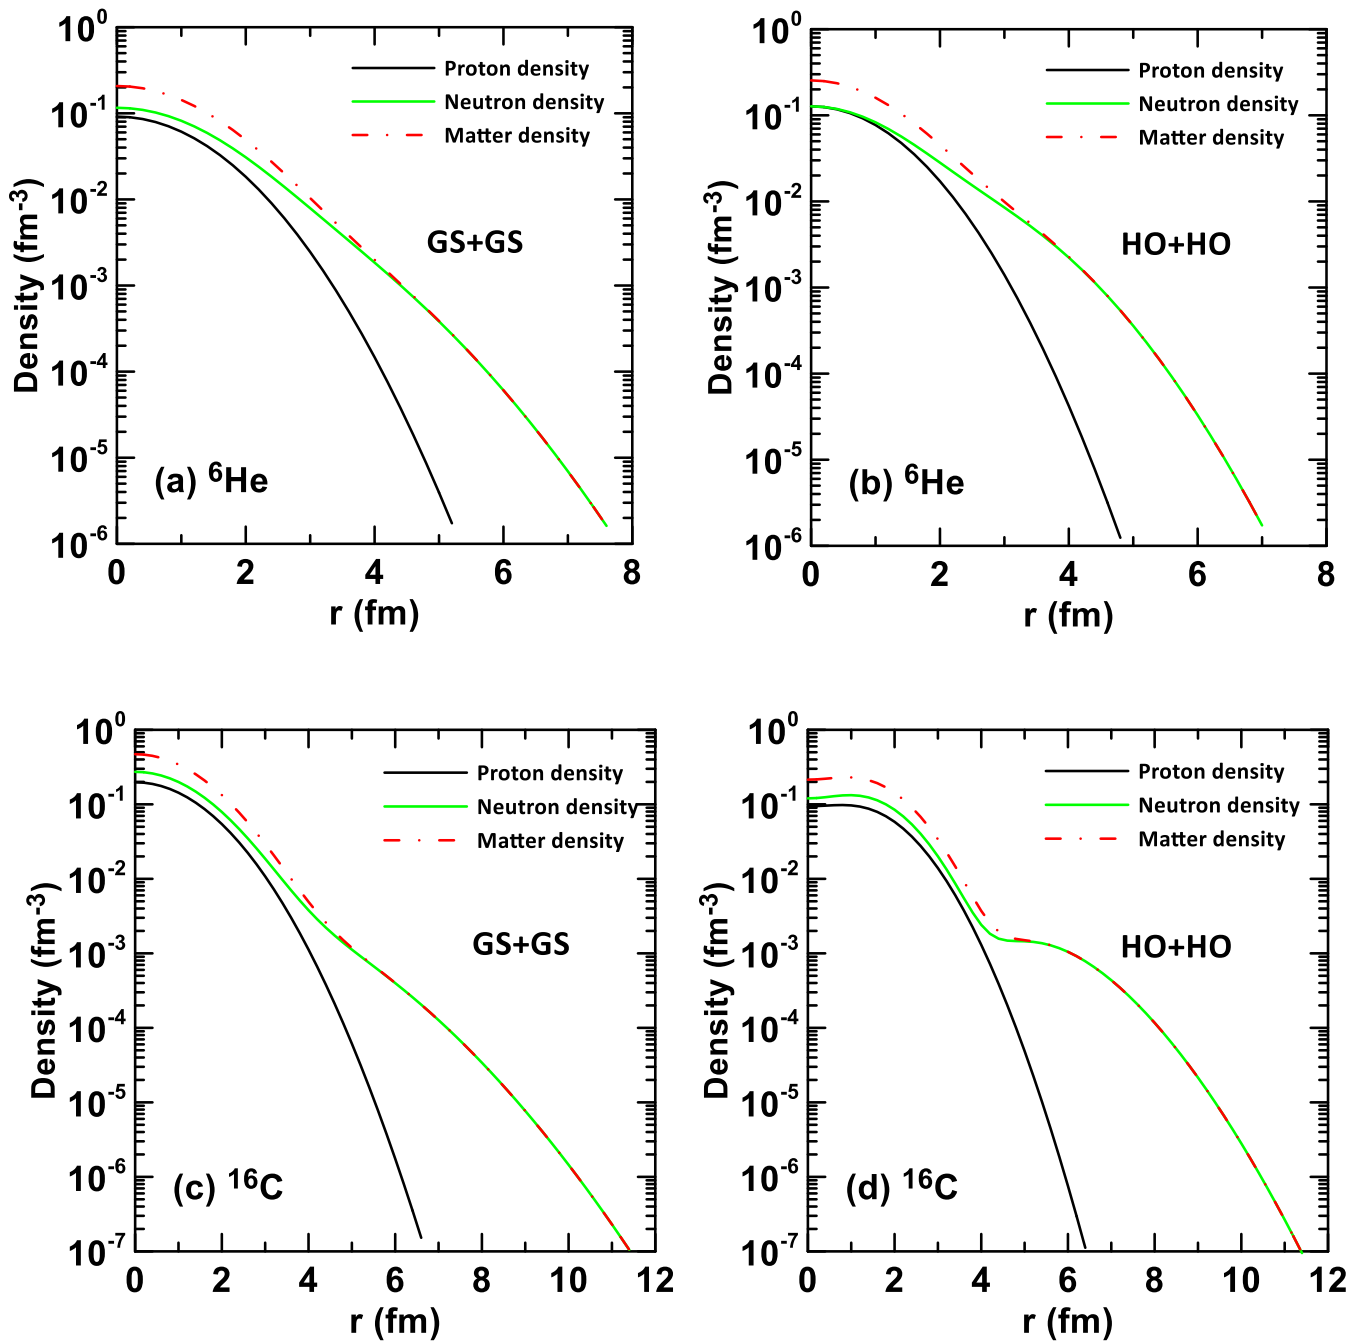 10^0
10^-1
10^-2
10^-3
10^-4
10^-5
10^-6
Density (fm^-3)
Proton density
Neutron density
Matter density
GS+GS
(a) ^6He
0 2 4 6 8
r (fm)
10^0
10^-1
10^-2
10^-3
10^-4
10^-5
10^-6
Density (fm^-3)
Proton density
Neutron density
Matter density
HO+HO
(b) ^6He
0 2 4 6 8
r (fm)
10^0
10^-1
10^-2
10^-3
10^-4
10^-5
10^-6
10^-7
Density (fm^-3)
Proton density
Neutron density
Matter density
GS+GS
(c) ^16C
0 2 4 6 8 10 12
r (fm)
10^0
10^-1
10^-2
10^-3
10^-4
10^-5
10^-6
10^-7
Density (fm^-3)
Proton density
Neutron density
Matter density
HO+HO
(d) ^16C
0 2 4 6 8 10 12
r (fm)